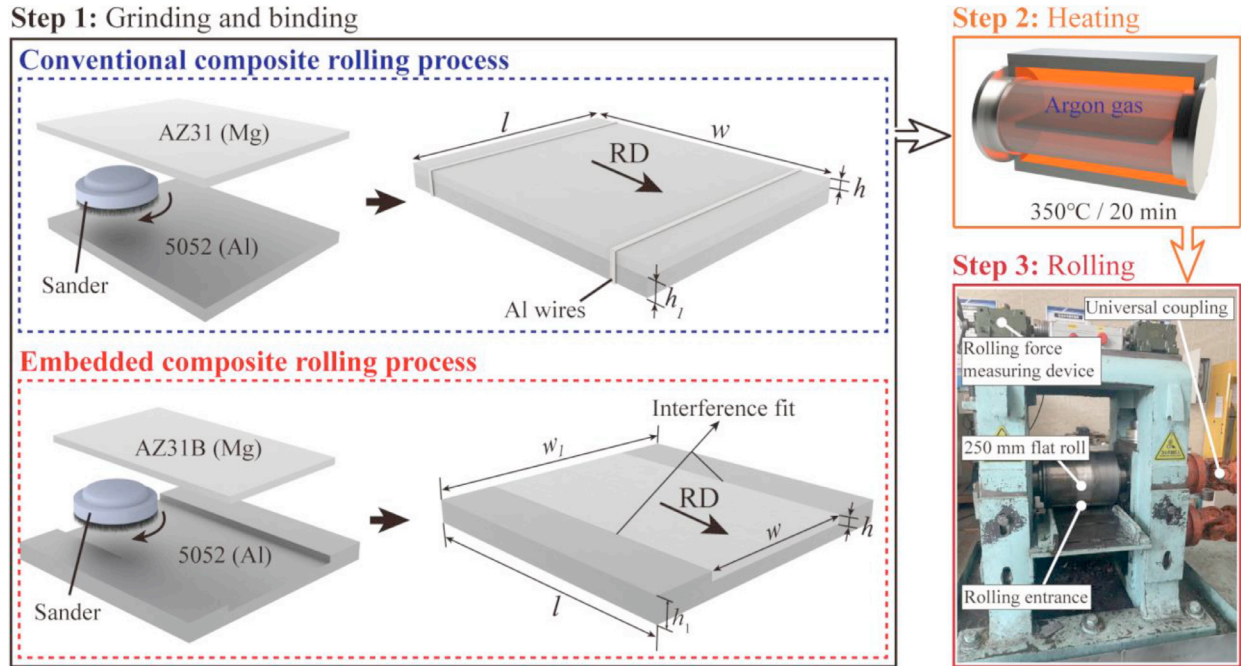 Step 1: Grinding and binding
Conventional composite rolling process
AZ31 (Mg)
5052 (Al)
Sander
l
w
RD
h
Al wires
h1
Embedded composite rolling process
AZ31B (Mg)
5052 (Al)
Sander
Interference fit
w1
RD
w
h
l
h1
Step 2: Heating
Argon gas
350°C / 20 min
Step 3: Rolling
Universal coupling
Rolling force
measuring device
250 mm flat roll
Rolling entrance